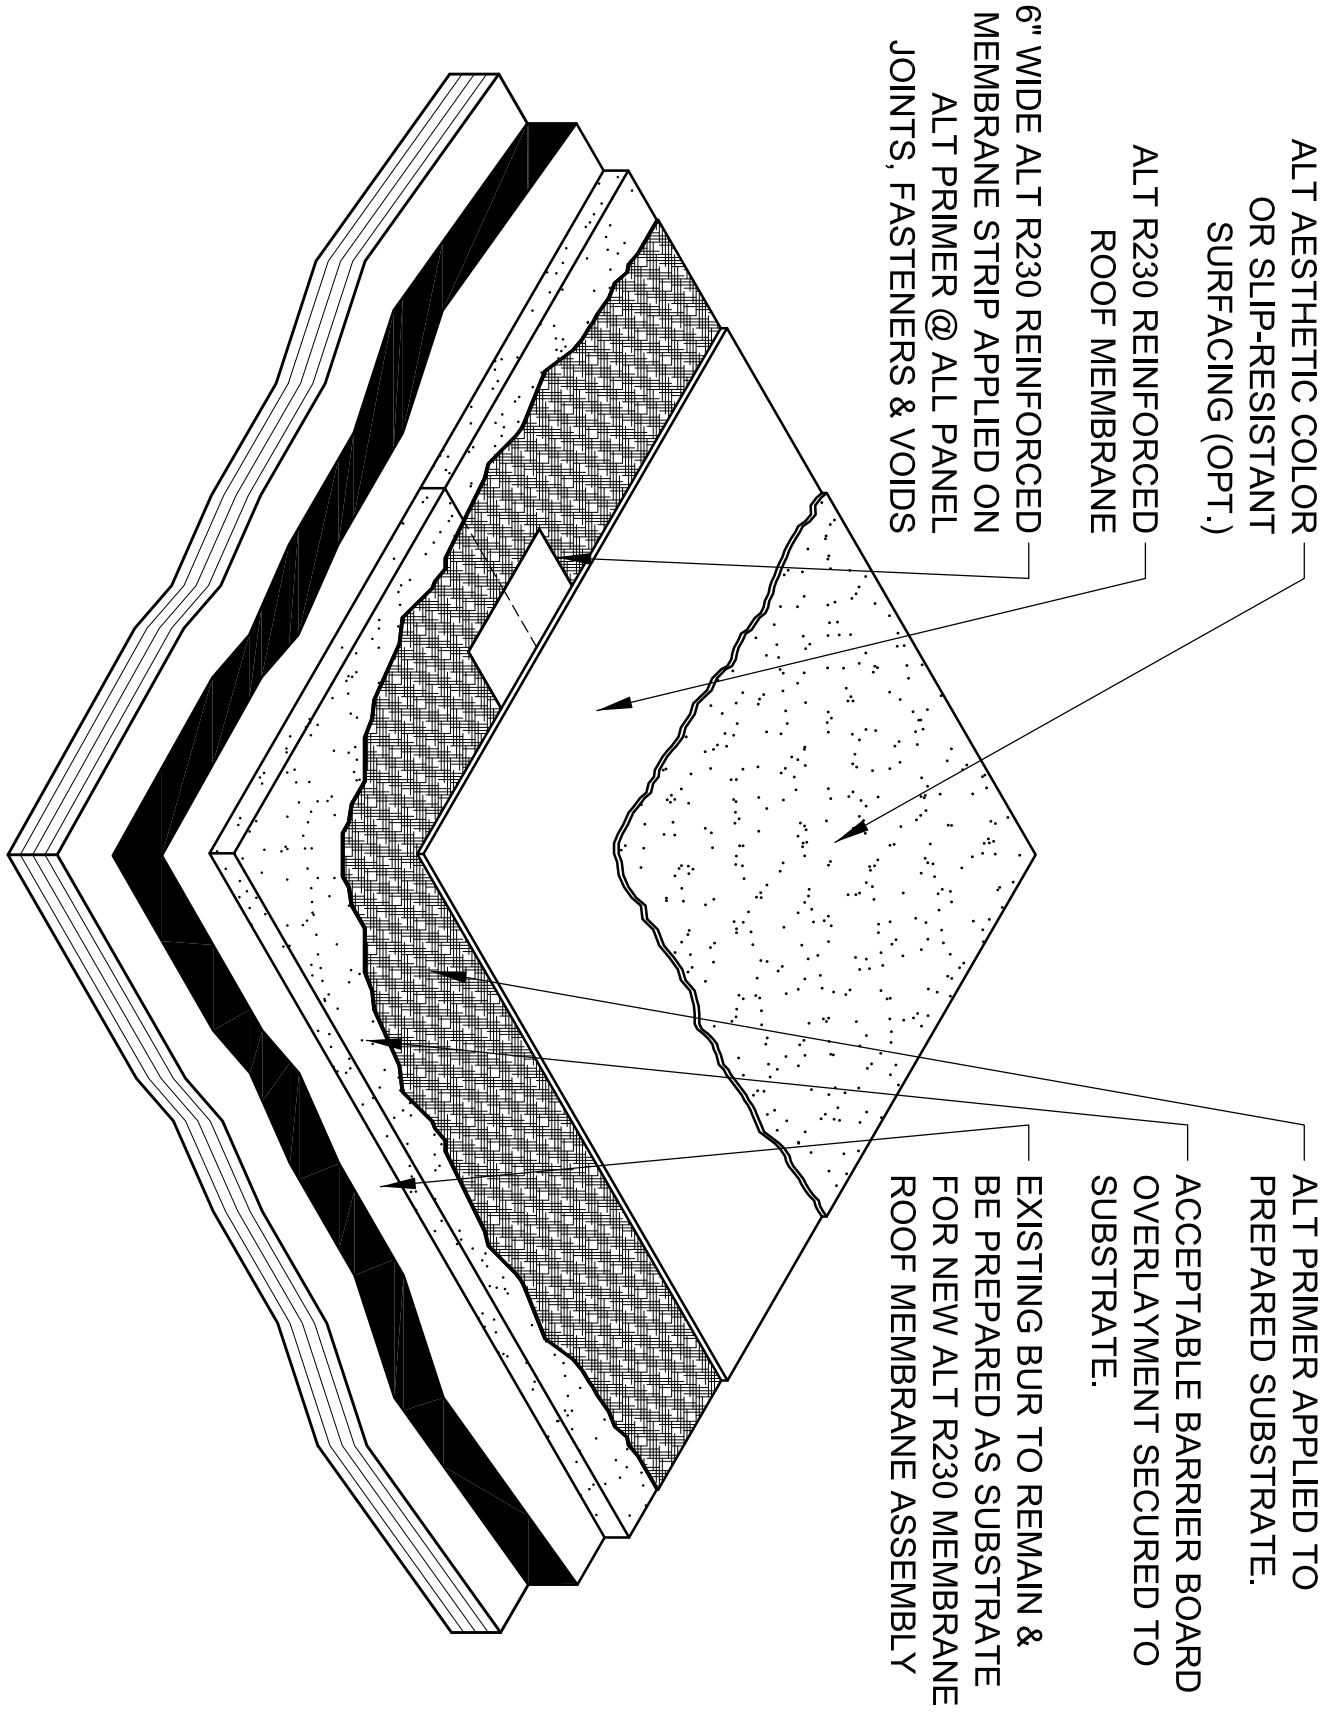 ALT AESTHETIC COLOR
OR SLIP-RESISTANT
SURFACING (OPT.)
ALT R230 REINFORCED
ROOF MEMBRANE
6" WIDE ALT R230 REINFORCED
MEMBRANE STRIP APPLIED ON
ALT PRIMER @ ALL PANEL
JOINTS, FASTENERS & VOIDS
ALT PRIMER APPLIED TO
PREPARED SUBSTRATE.
ACCEPTABLE BARRIER BOARD
OVERLAYMENT SECURED TO
SUBSTRATE.
EXISTING BUR TO REMAIN &
BE PREPARED AS SUBSTRATE
FOR NEW ALT R230 MEMBRANE
ROOF MEMBRANE ASSEMBLY